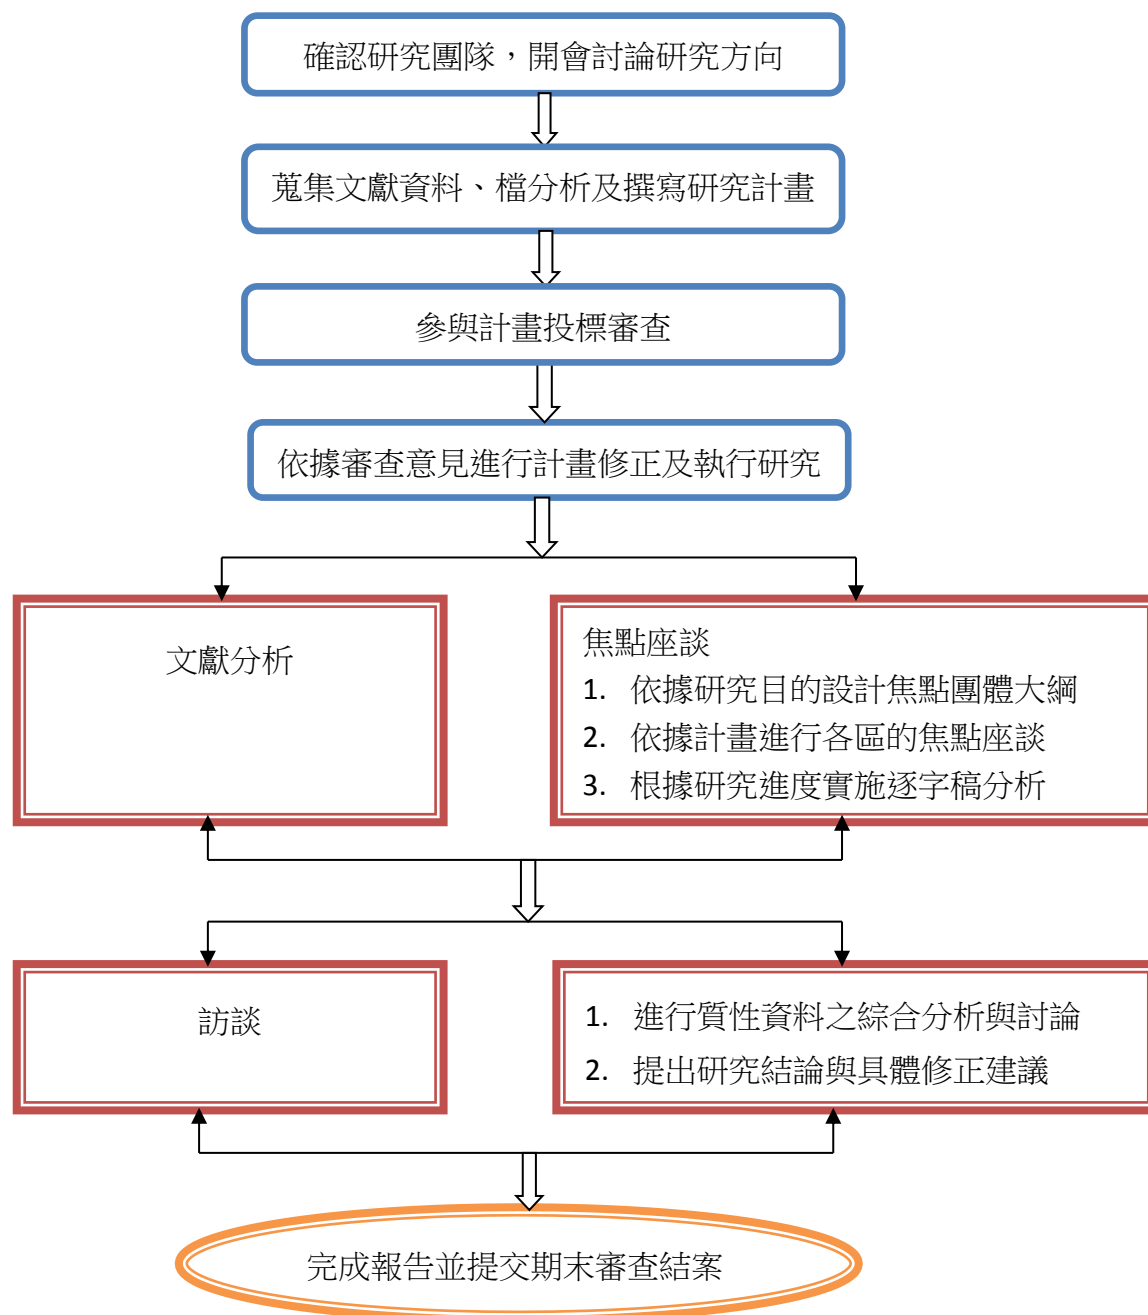 確認研究團隊，開會討論研究方向
蒐集文獻資料、檔分析及撰寫研究計畫
參與計畫投標審查
依據審查意見進行計畫修正及執行研究
文獻分析
焦點座談
1. 依據研究目的設計焦點團體大綱
2. 依據計畫進行各區的焦點座談
3. 根據研究進度實施逐字稿分析
訪談
1. 進行質性資料之綜合分析與討論
2. 提出研究結論與具體修正建議
完成報告並提交期末審查結案